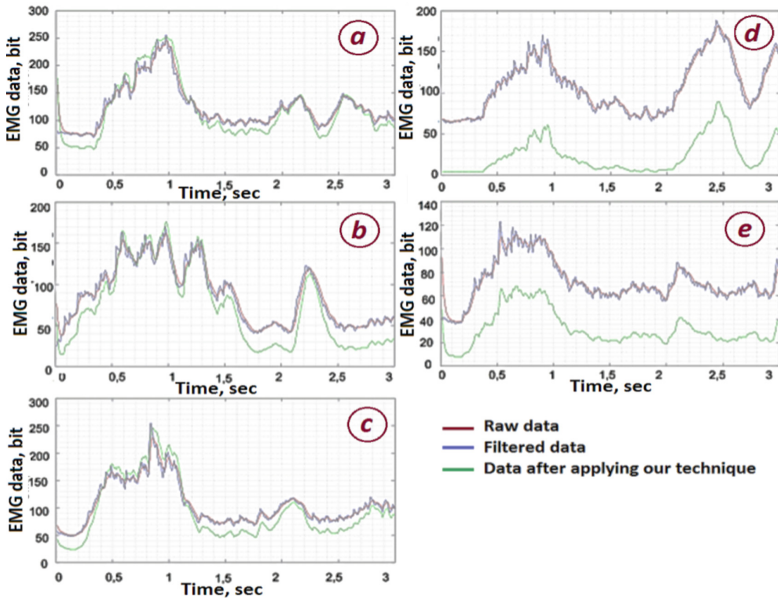 300
250
200
150
100
50
0
EMG data, bit
a
0 0,5 1 1,5 2 2,5 3
Time, sec
200
150
100
50
0
EMG data, bit
b
0 0,5 1 1,5 2 2,5 3
Time, sec
300
250
200
150
100
50
0
EMG data, bit
c
0 0,5 1 1,5 2 2,5 3
Time, sec
200
150
100
50
0
EMG data, bit
d
0 0,5 1 1,5 2 2,5 3
Time, sec
140
120
100
80
60
40
20
0
EMG data, bit
e
0 0,5 1 1,5 2 2,5 3
Time, sec
Raw data
Filtered data
Data after applying our technique